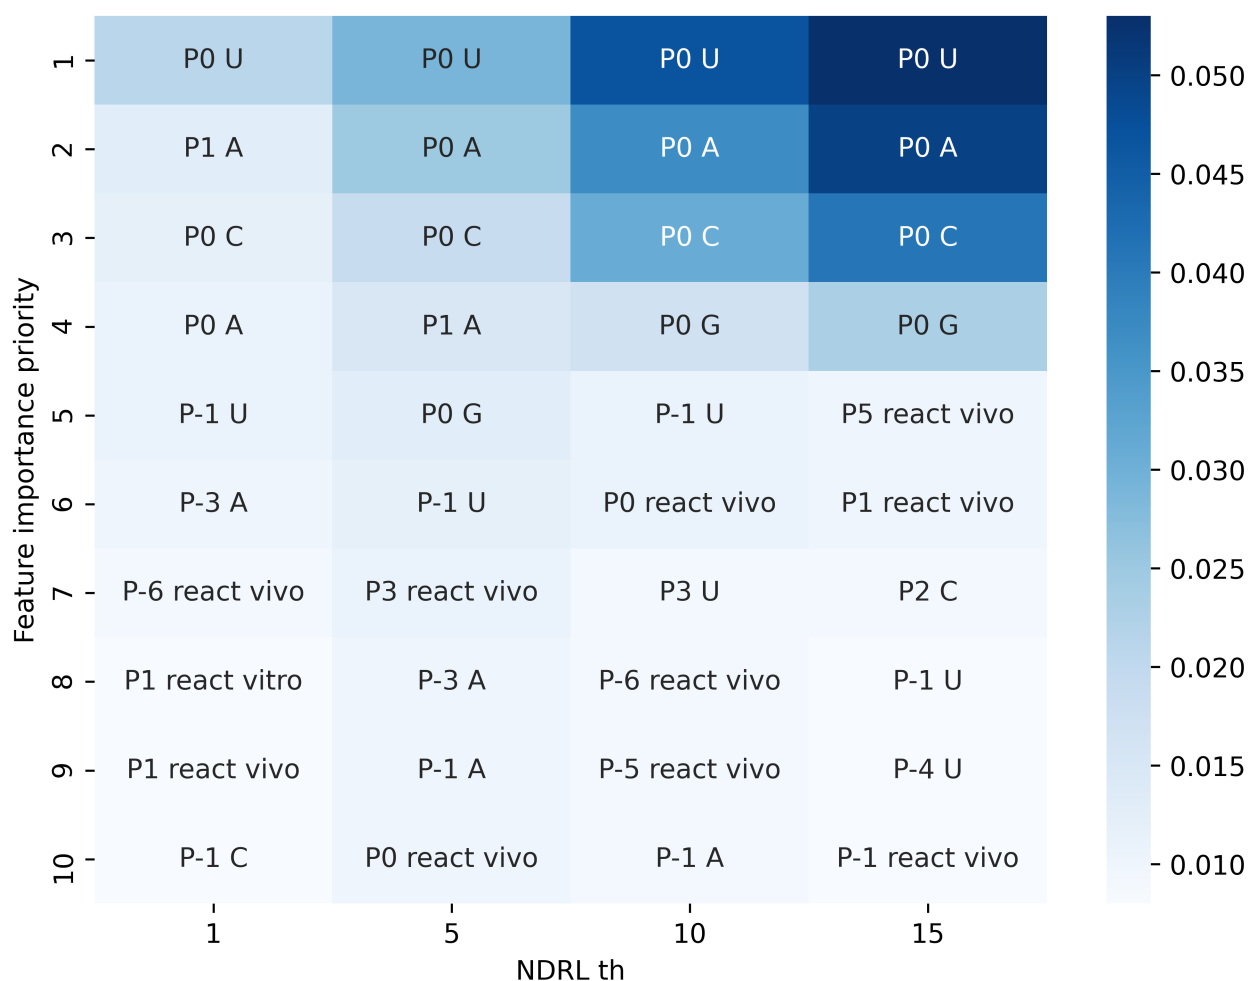 1 P0 U P0 U P0 U P0 U
2 P1 A P0 A P0 A P0 A
3 P0 C P0 C P0 C P0 C
4 P0 A P1 A P0 G P0 G
5 P-1 U P0 G P-1 U P5 react vivo
6 P-3 A P-1 U P0 react vivo P1 react vivo
7 P-6 react vivo P3 react vivo P3 U P2 C
8 P1 react vitro P-3 A P-6 react vivo P-1 U
9 P1 react vivo P-1 A P-5 react vivo P-4 U
10 P-1 C P0 react vivo P-1 A P-1 react vivo
1 5 10 15
NDRL th
Feature importance priority
0.050
0.045
0.040
0.035
0.030
0.025
0.020
0.015
0.010